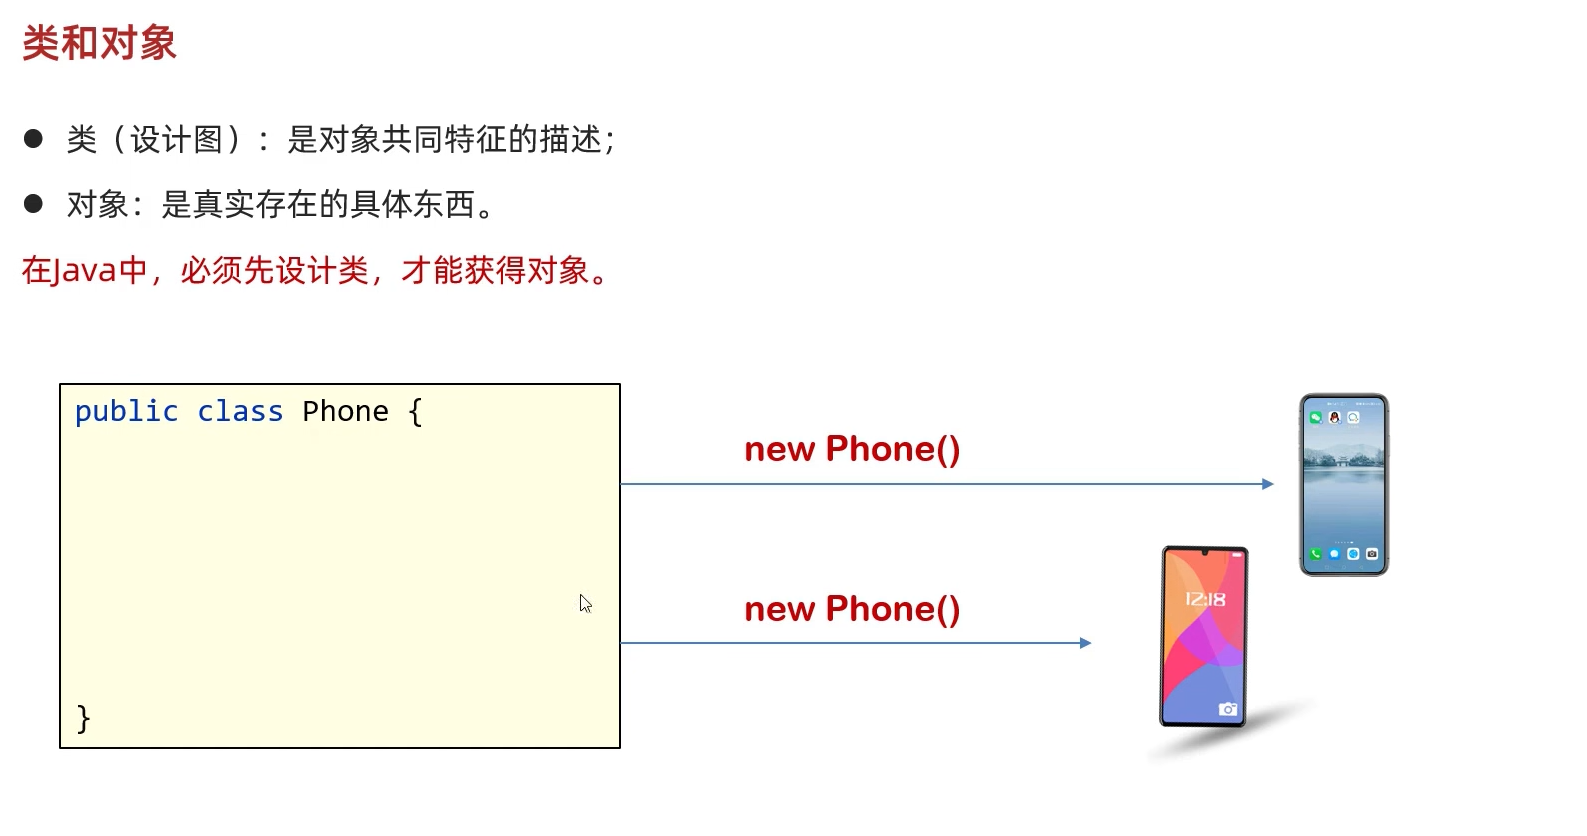 类和对象
● 类（设计图）：是对象共同特征的描述；
● 对象：是真实存在的具体东西。
在Java中，必须先设计类，才能获得对象。
public class Phone {
new Phone()
12:18
new Phone()
}